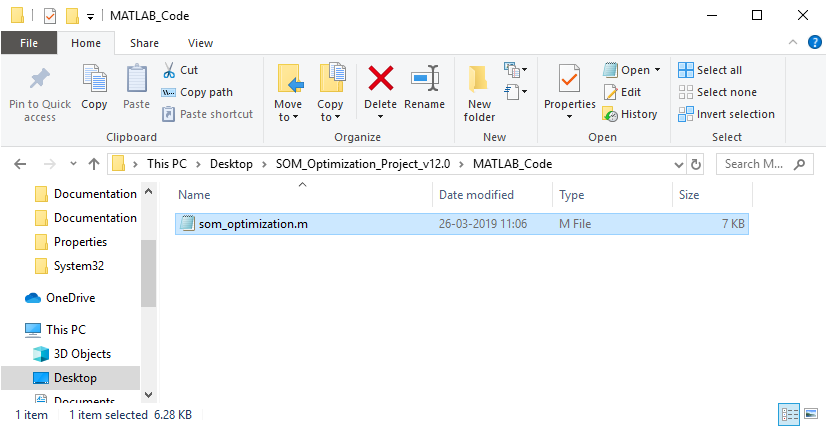 MATLAB_Code
File Home Share View
Pin to Quick access
Copy
Paste
Cut
Copy path
Paste shortcut
Clipboard
Move to
Copy to
Delete
Rename
Organize
New folder
New
Properties
Open
Edit
History
Open
Select all
Select none
Invert selection
Select
This PC > Desktop > SOM_Optimization_Project_v12.0 > MATLAB_Code
Search M...
Documentation
Documentation
Properties
System32
OneDrive
This PC
3D Objects
Desktop
Documents
Name Date modified Type Size
som_optimization.m 26-03-2019 11:06 M File 7 KB
1 item 1 item selected 6.28 KB